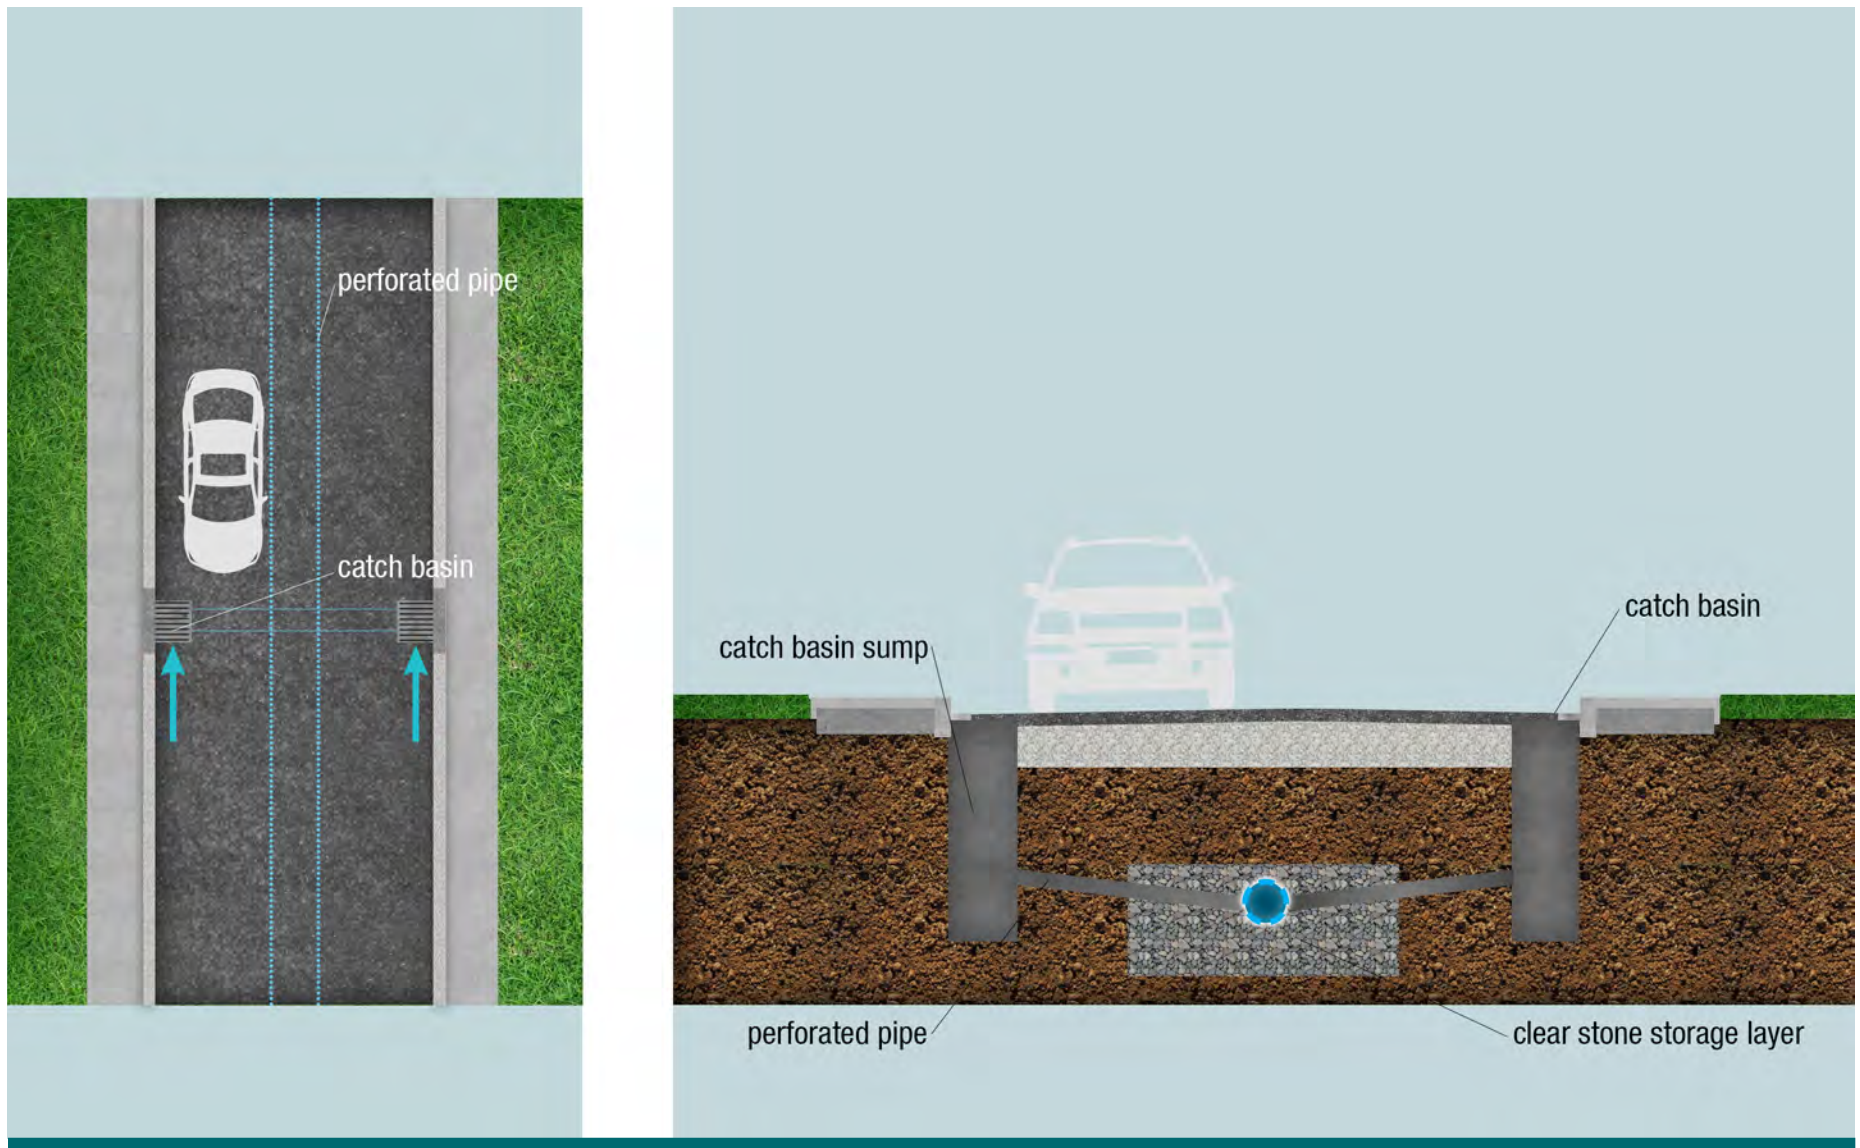 perforated pipe
catch basin
catch basin
catch basin sump
perforated pipe
clear stone storage layer